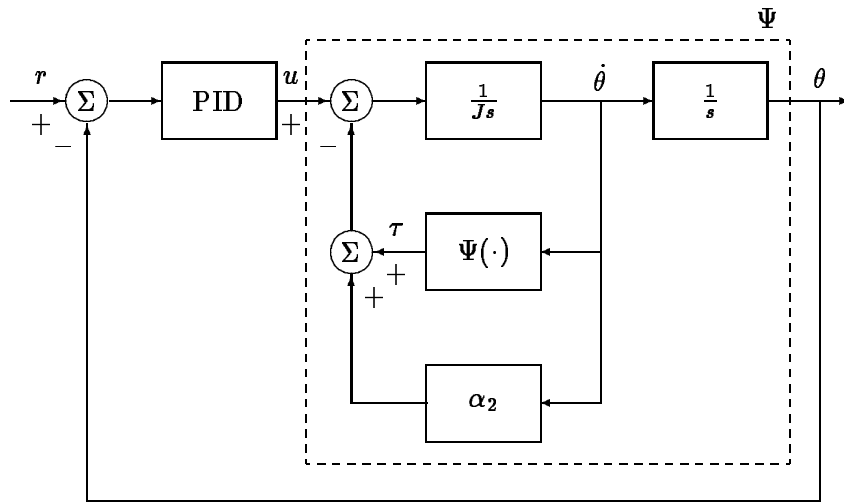 Ψ
r
u
θ̇
θ
Σ
PID
Σ
1/Js
1/s
+
−
+
−
τ
Σ
Ψ(·)
+
+
α₂